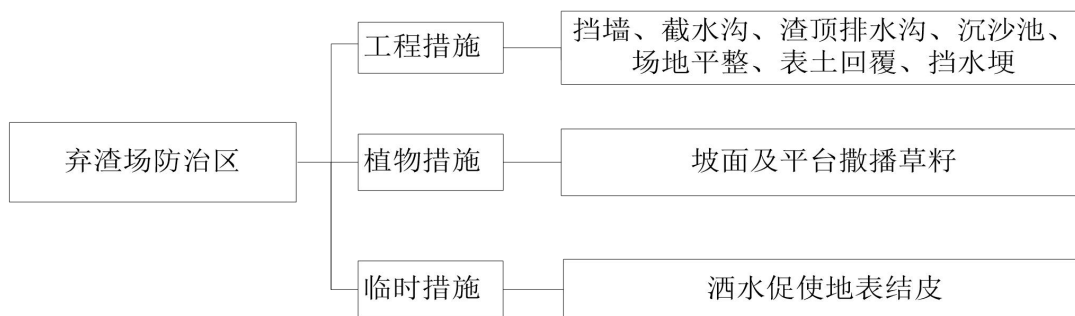 工程措施
挡墙、截水沟、渣顶排水沟、沉沙池、
场地平整、表土回覆、挡水埂
弃渣场防治区
植物措施
坡面及平台撒播草籽
临时措施
洒水促使地表结皮